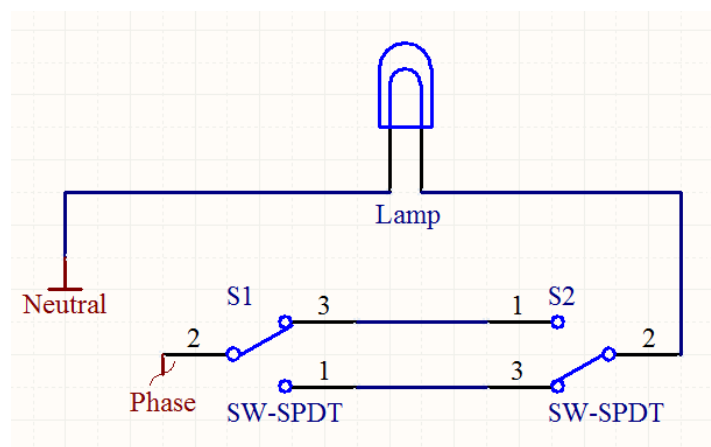 Lamp
Neutral
S1
3
1
S2
2
2
1
3
Phase
SW-SPDT
SW-SPDT